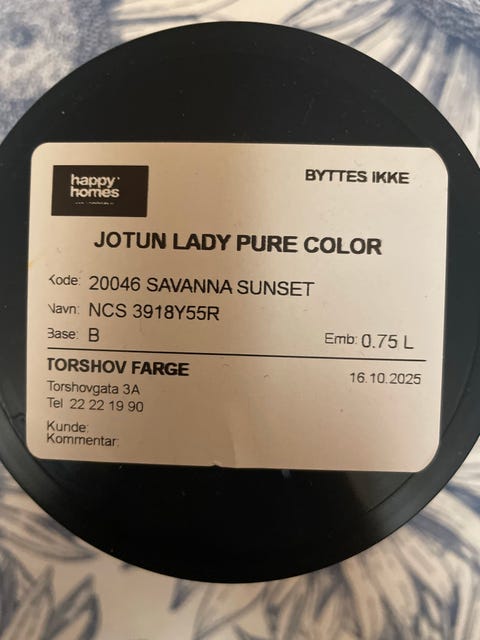 happy
homes
BYTTES IKKE
JOTUN LADY PURE COLOR
Kode: 20046 SAVANNA SUNSET
Navn: NCS 3918Y55R
Base: B
Emb: 0.75 L
TORSHOV FARGE
16.10.2025
Torshovgata 3A
Tel 22 22 19 90
Kunde:
Kommentar: